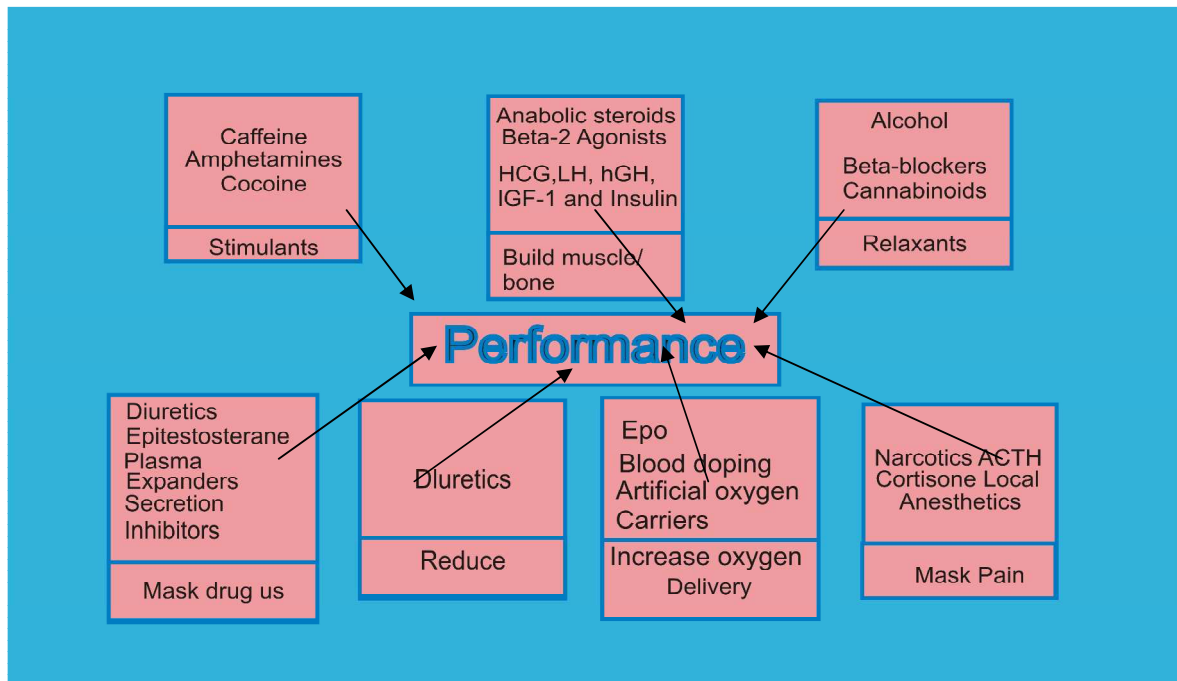 Caffeine
Amphetamines
Cocoine
Stimulants
Anabolic steroids
Beta-2 Agonists
HCG,LH, hGH,
IGF-1 and Insulin
Build muscle/
bone
Alcohol
Beta-blockers
Cannabinoids
Relaxants
Performance
Diuretics
Epitestosterane
Plasma
Expanders
Secretion
Inhibitors
Mask drug us
DIuretics
Reduce
Epo
Blood doping
Artificial oxygen
Carriers
Increase oxygen
Delivery
Narcotics ACTH
Cortisone Local
Anesthetics
Mask Pain